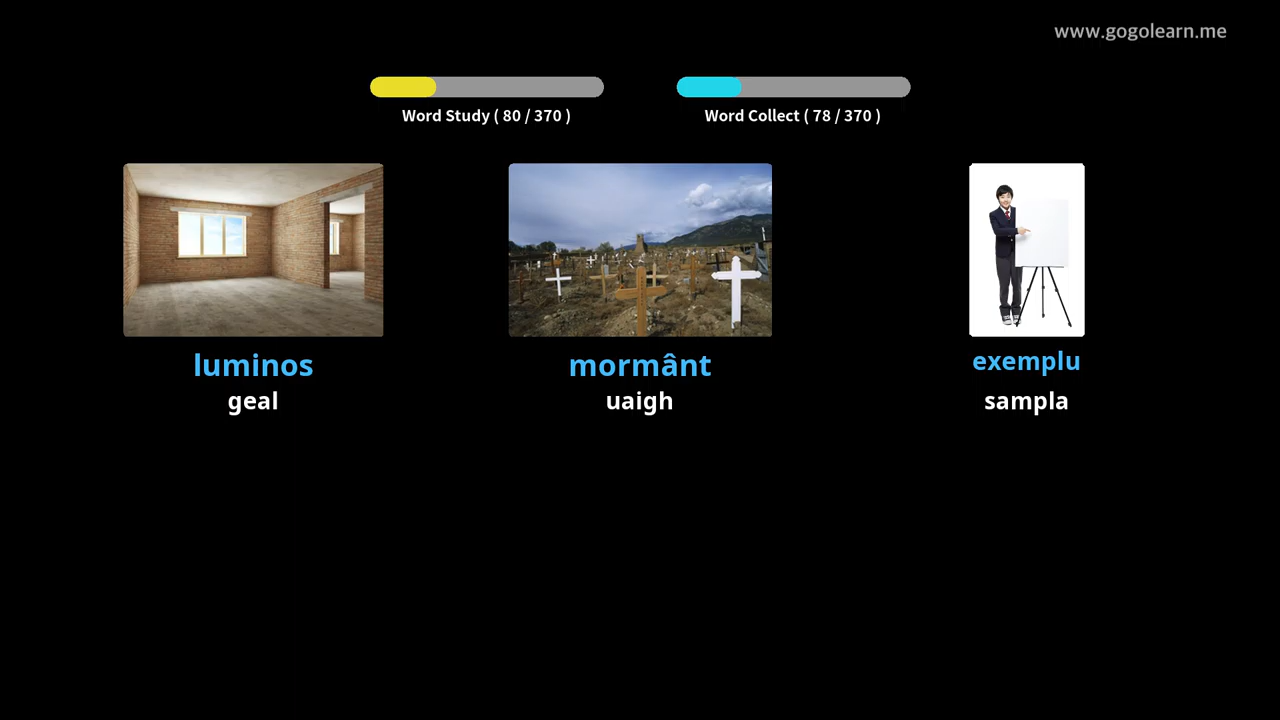 www.gogolearn.me
Word Study ( 80 / 370 )
Word Collect ( 78 / 370 )
luminos
geal
mormânt
uaigh
exemplu
sampla